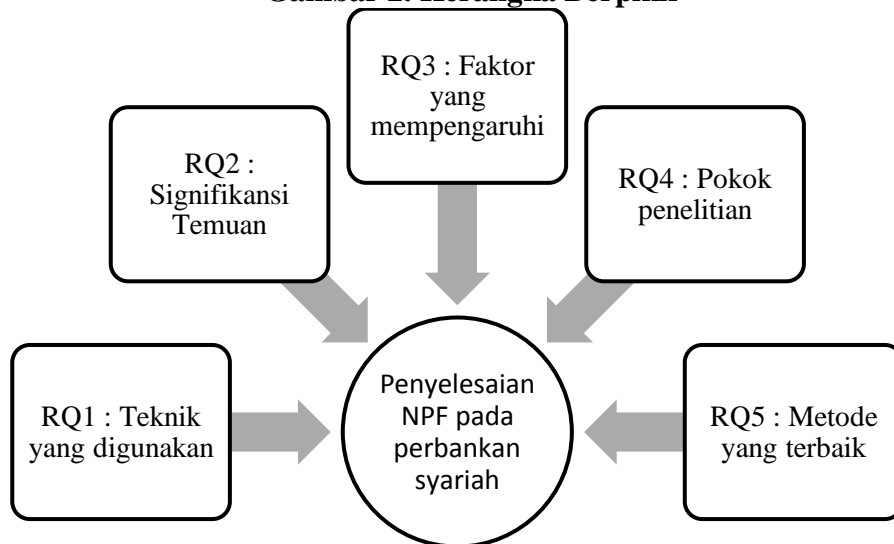 Gambar Kerangka Berpikir
RQ1 : Teknik
yang digunakan
RQ2 :
Signifikansi
Temuan
RQ3 : Faktor
yang
mempengaruhi
RQ4 : Pokok
penelitian
RQ5 : Metode
yang terbaik
Penyelesaian
NPF pada
perbankan
syariah